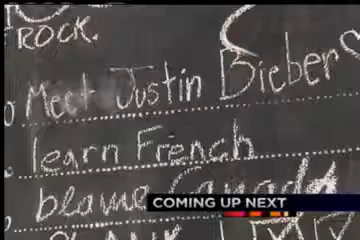 ROCK.
Meet Justin Bieber
learn French
blame Canada
COMING UP NEXT